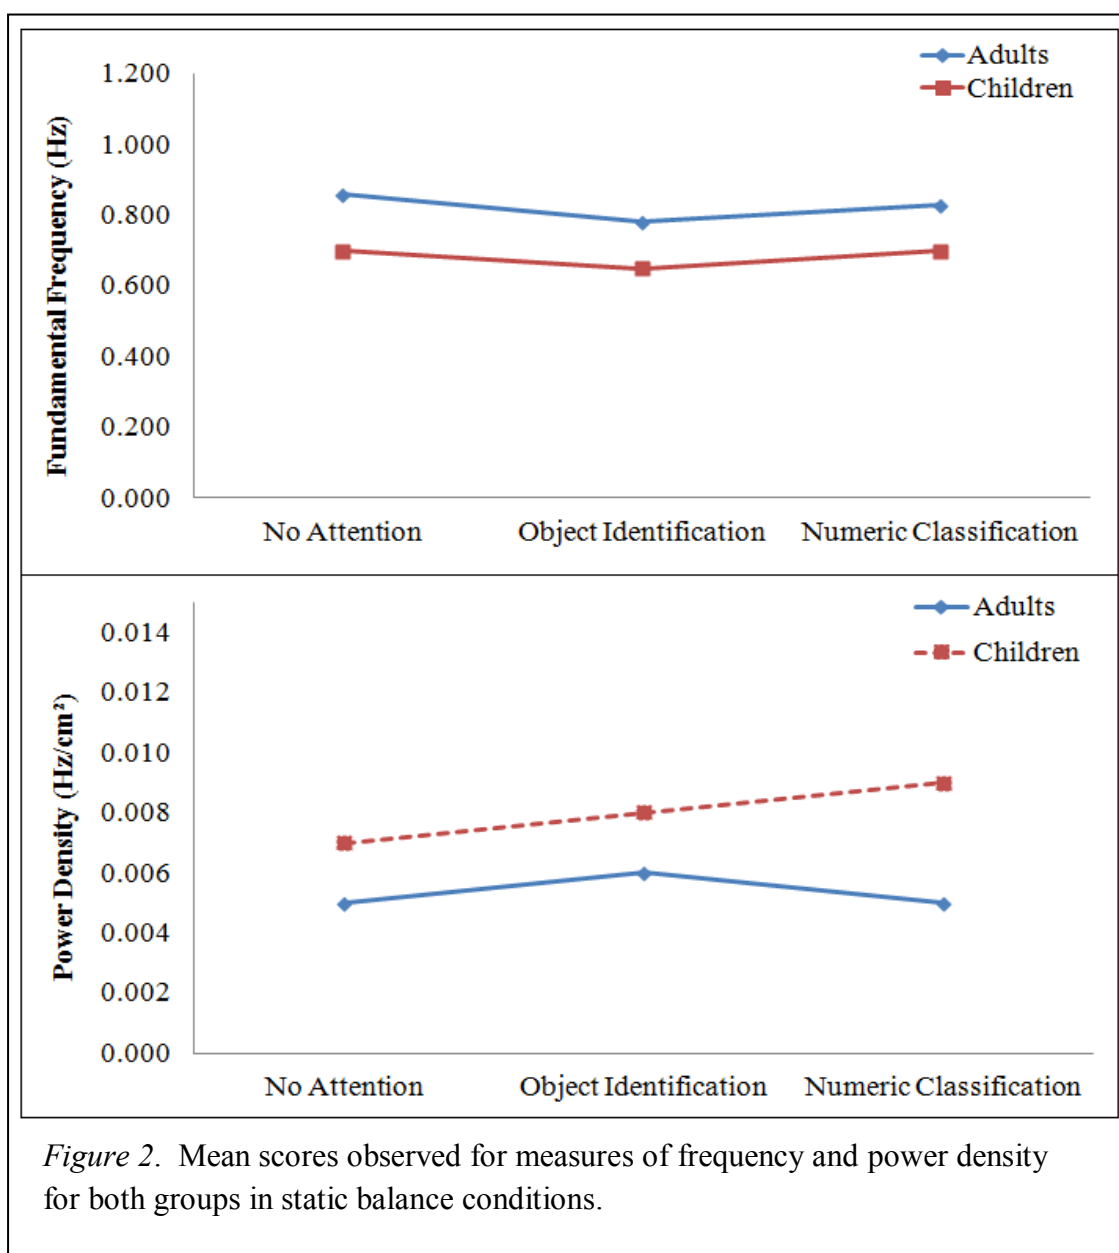 Adults
Children
1.200
1.000
0.800
0.600
0.400
0.200
0.000
Fundamental Frequency (Hz)
No Attention Object Identification Numeric Classification
Adults
Children
0.014
0.012
0.010
0.008
0.006
0.004
0.002
0.000
Power Density (Hz/cm²)
No Attention Object Identification Numeric Classification
Figure 2. Mean scores observed for measures of frequency and power density
for both groups in static balance conditions.